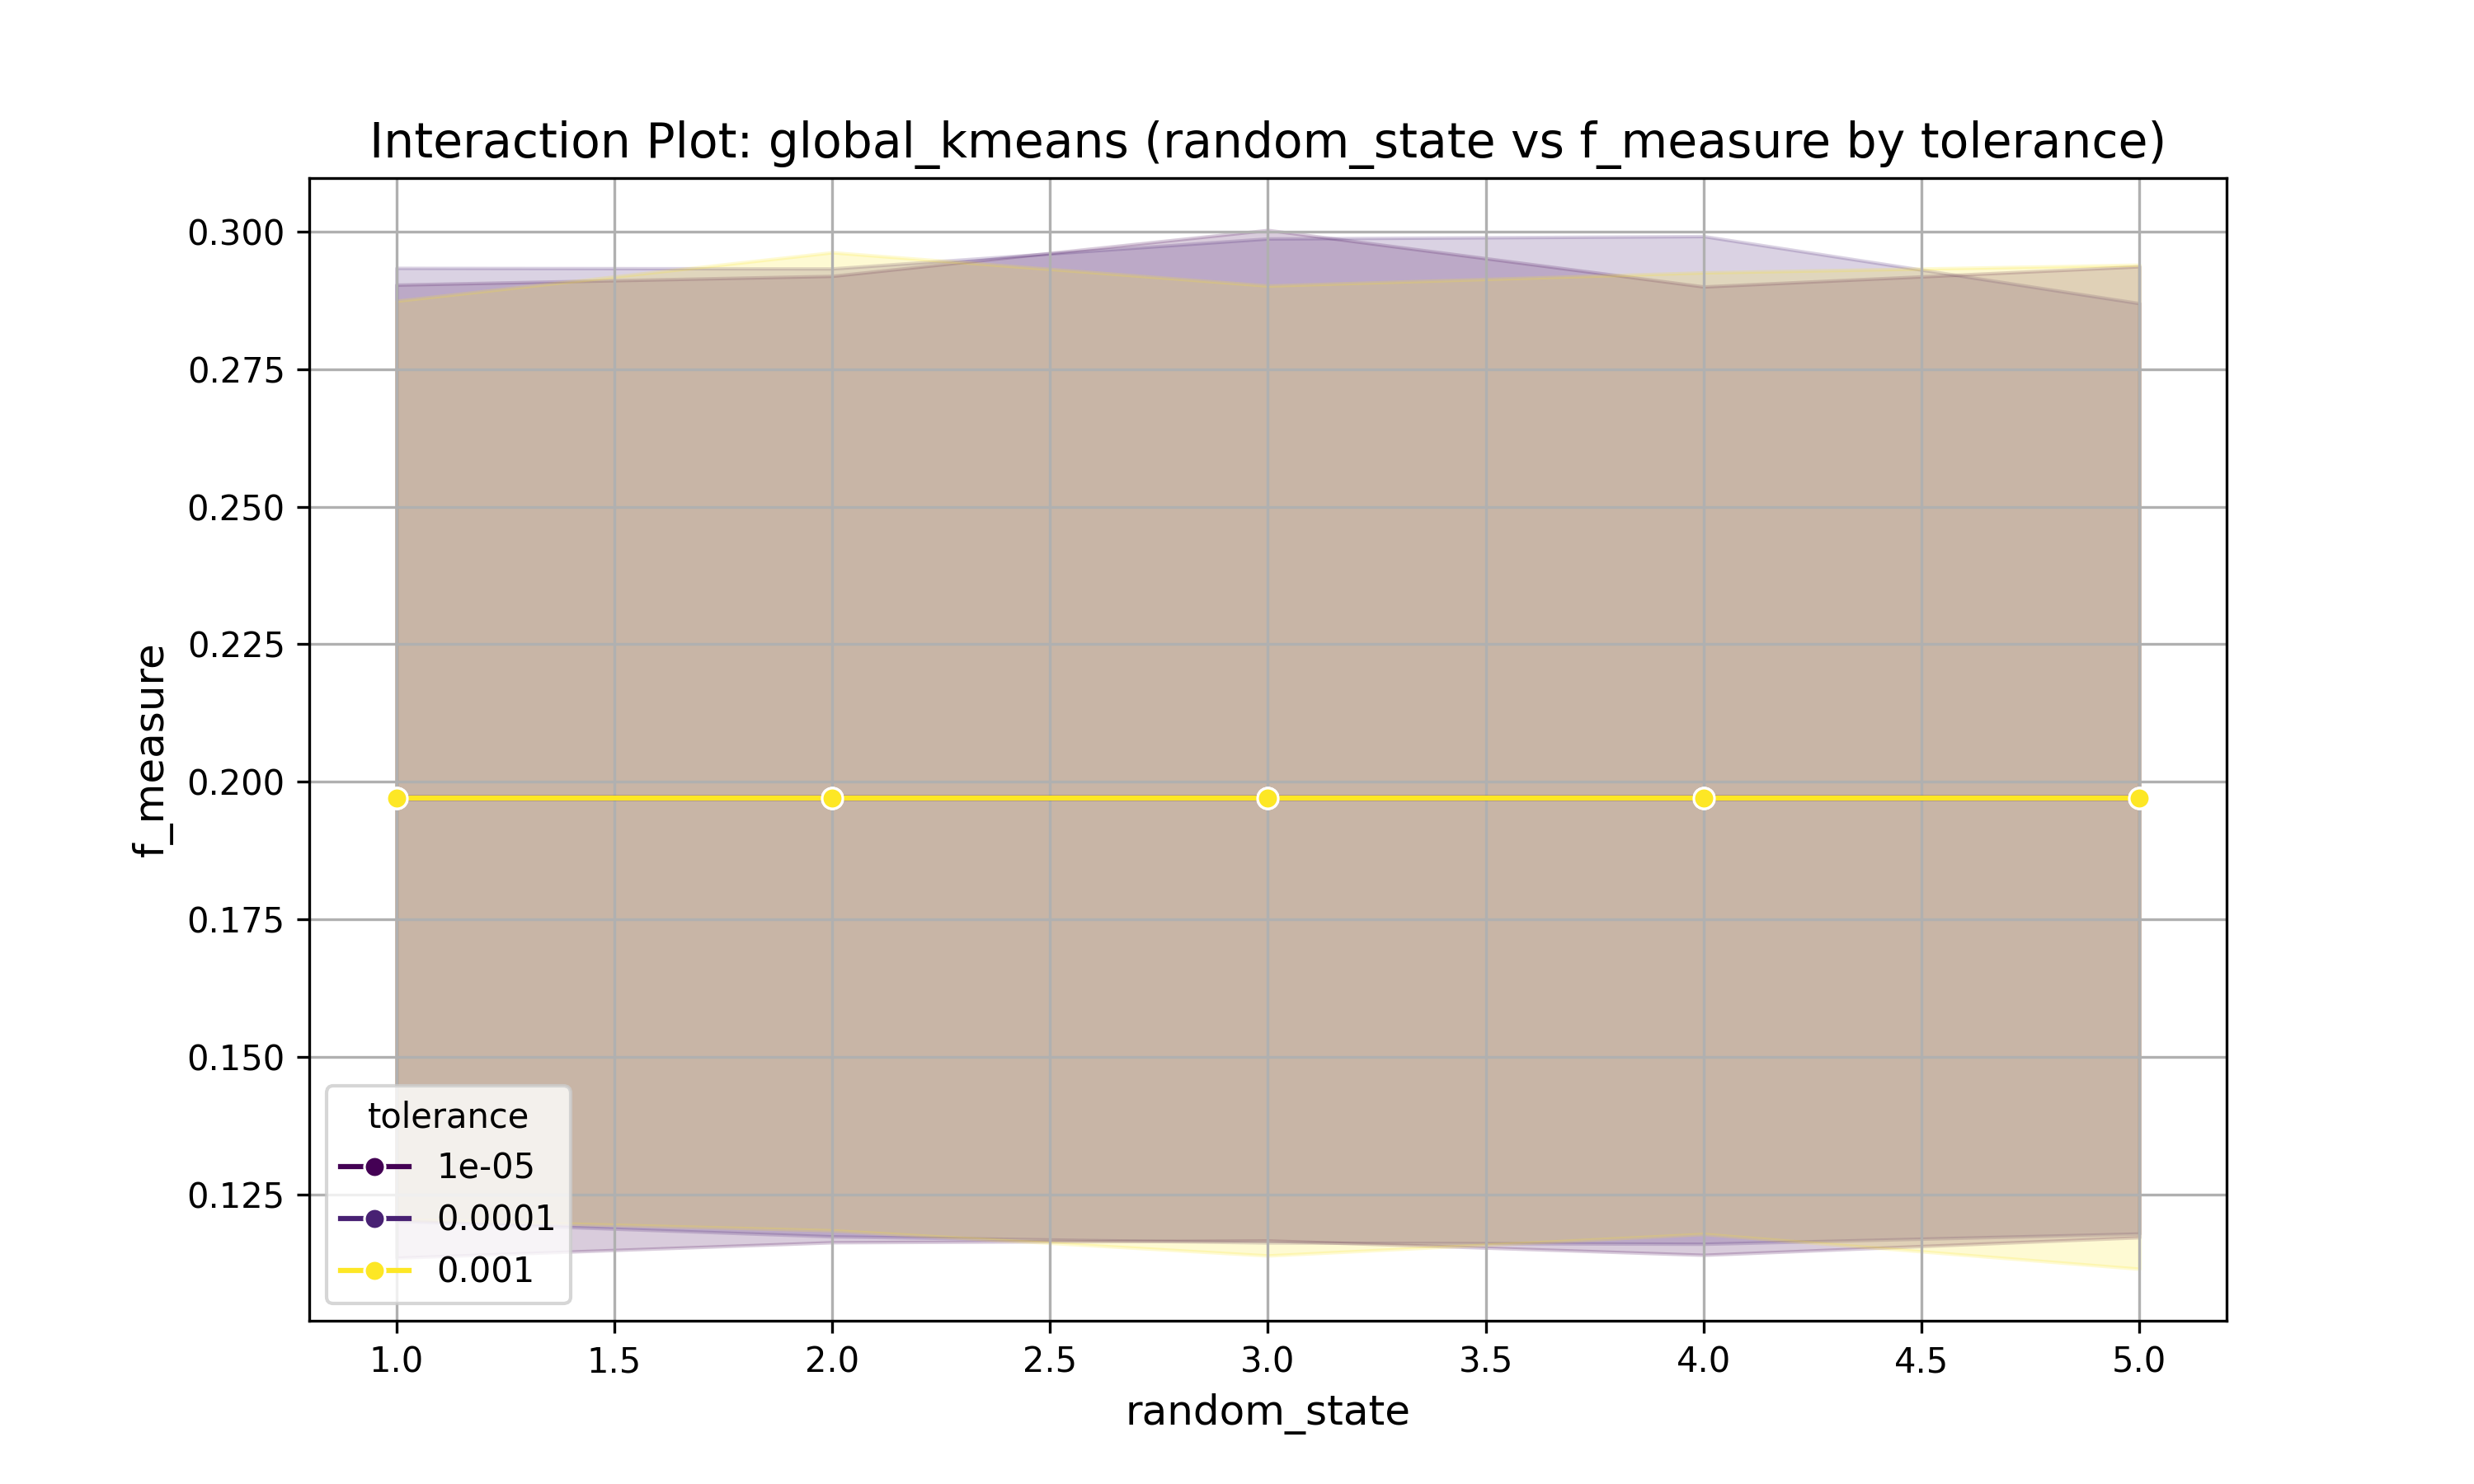 Interaction Plot: global_kmeans (random_state vs f_measure by tolerance)
f_measure
0.300
0.275
0.250
0.225
0.200
0.175
0.150
0.125
tolerance
1e-05
0.0001
0.001
1.0 1.5 2.0 2.5 3.0 3.5 4.0 4.5 5.0
random_state